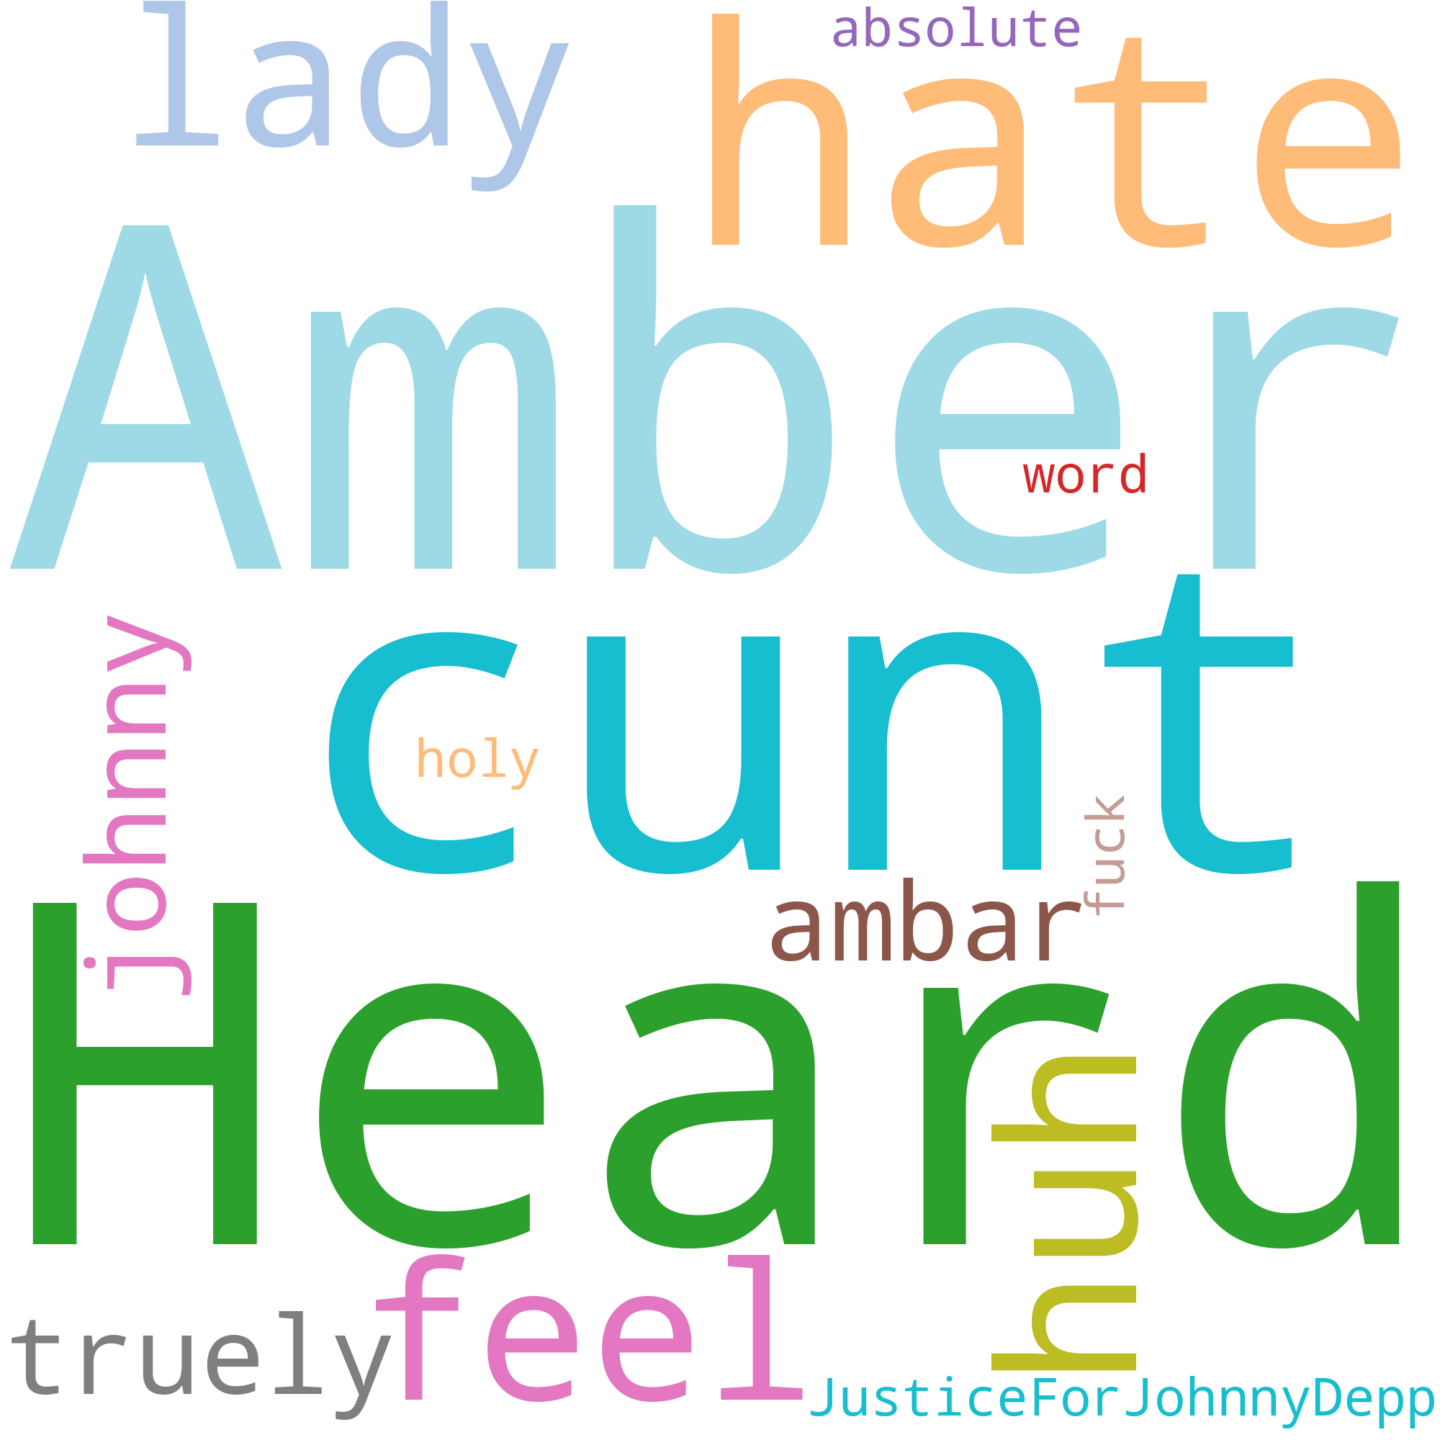 absolute
lady
hate
Amber
word
cunt
johnny
holy
fuck
ambar
Heard
huh
feel
truely
JusticeForJohnnyDepp